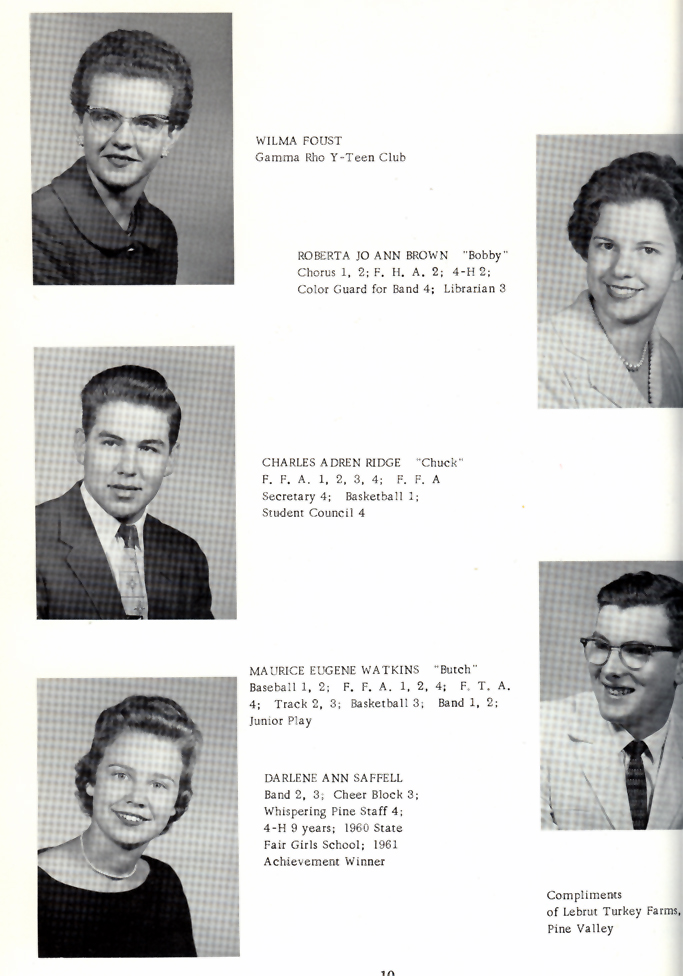 WILMA FOUST
Gamma Rho Y-Teen Club
ROBERTA JO ANN BROWN "Bobby"
Chorus 1, 2; F. H. A. 2; 4-H 2;
Color Guard for Band 4; Librarian 3
CHARLES ADREN RIDGE "Chuck"
F. F. A. 1, 2, 3, 4; F. F. A
Secretary 4; Basketball 1;
Student Council 4
MAURICE EUGENE WATKINS "Butch"
Baseball 1, 2; F. F. A. 1, 2, 4; F. T. A.
4; Track 2, 3; Basketball 3; Band 1, 2;
Junior Play
DARLENE ANN SAFFELL
Band 2, 3; Cheer Block 3;
Whispering Pine Staff 4;
4-H 9 years; 1960 State
Fair Girls School; 1961
Achievement Winner
Compliments
of Lebrut Turkey Farms,
Pine Valley
10